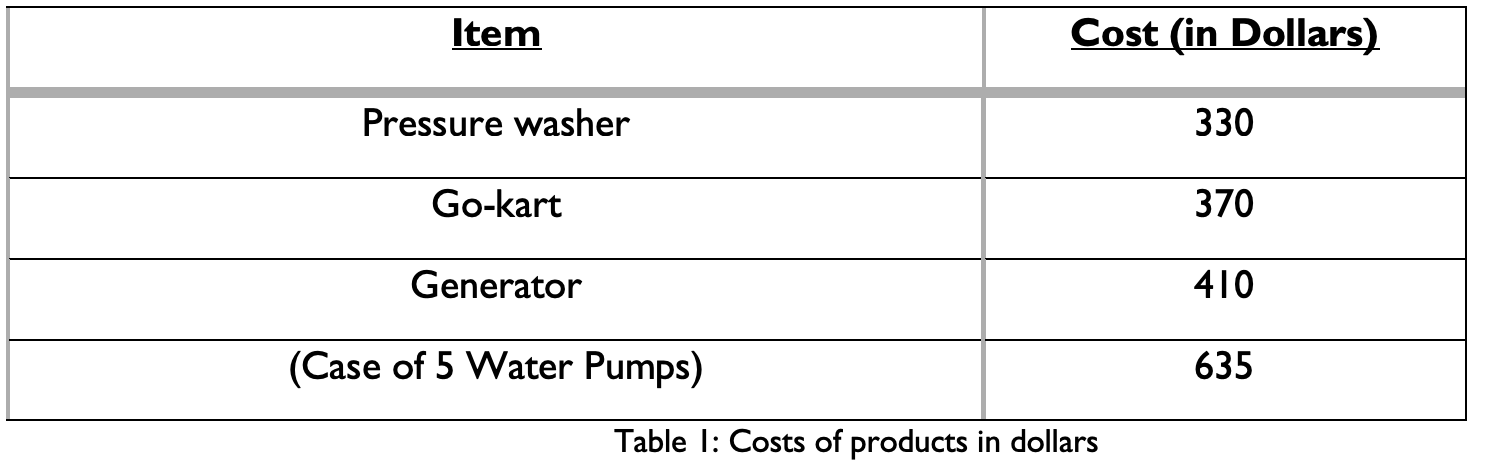 Item Cost (in Dollars)
Pressure washer 330
Go-kart 370
Generator 410
(Case of 5 Water Pumps) 635
Table 1: Costs of products in dollars